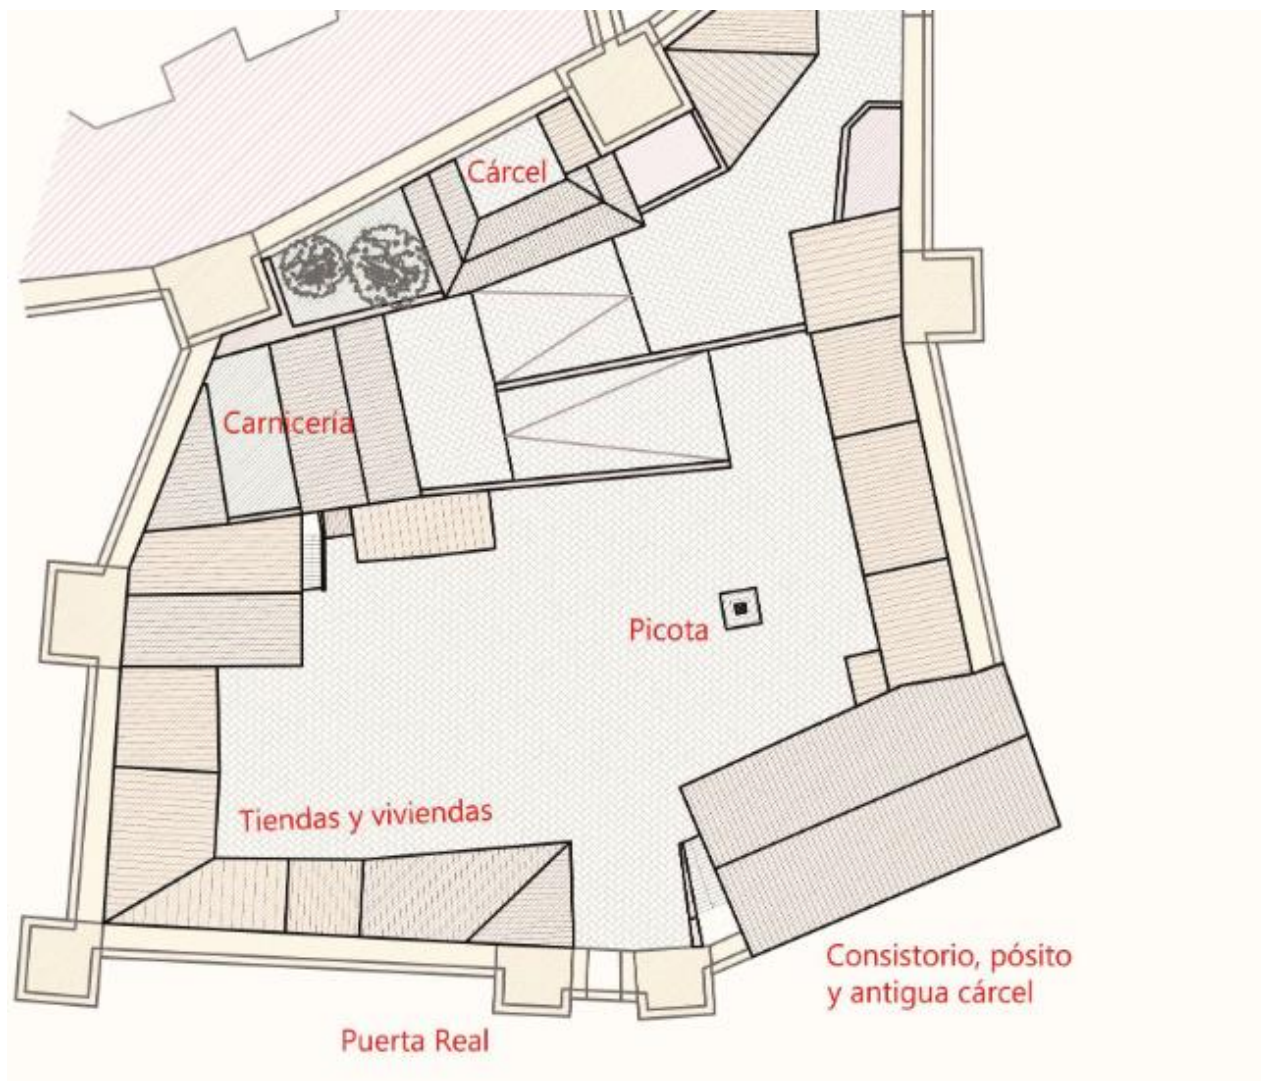 Cárcel
Carnicería
Picota
Tiendas y viviendas
Consistorio, pósito
y antigua cárcel
Puerta Real